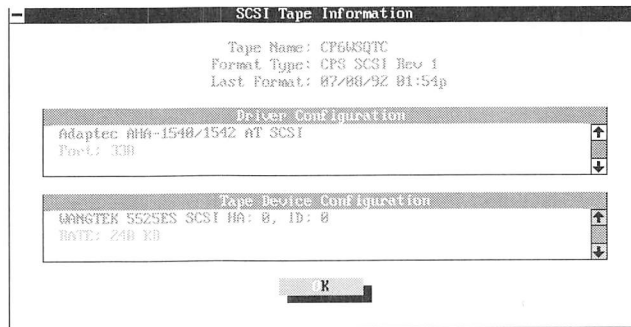 SCSI Tape Information
Tape Name: CP6WSQTC
Format Type: CPS SCSI Rev 1
Last Format: 07/08/92 01:54p
Driver Configuration
Adaptec AHA-1540/1542 AT SCSI
Port: 330
Tape Device Configuration
WANGTEK 5525ES SCSI HA: 0, ID: 0
RATE: 240 KB
OK